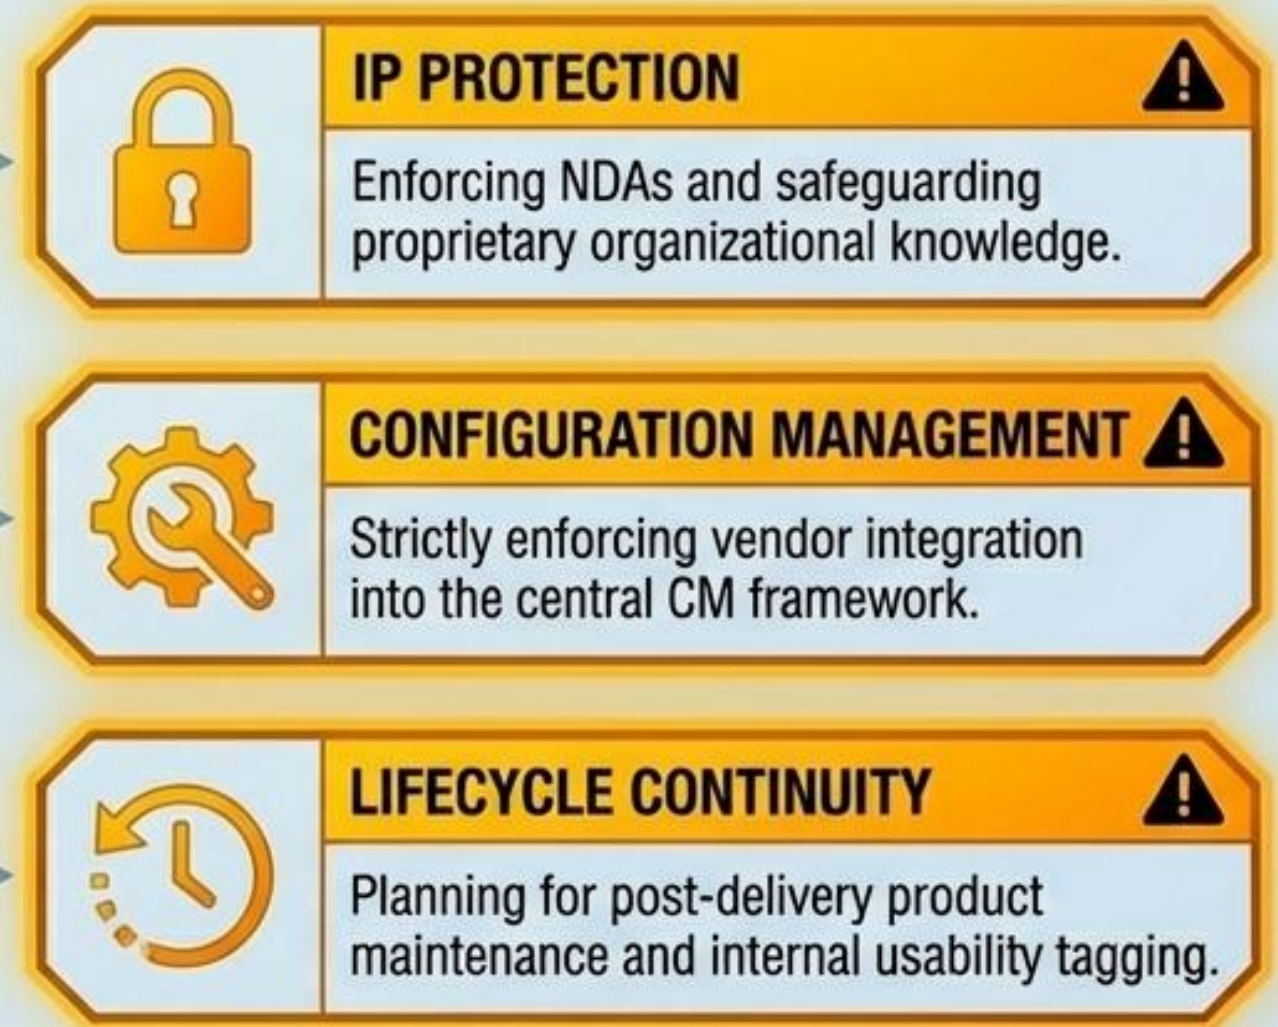 IP PROTECTION
Enforcing NDAs and safeguarding
proprietary organizational knowledge.
CONFIGURATION MANAGEMENT
Strictly enforcing vendor integration
into the central CM framework.
LIFECYCLE CONTINUITY
Planning for post-delivery product
maintenance and internal usability tagging.